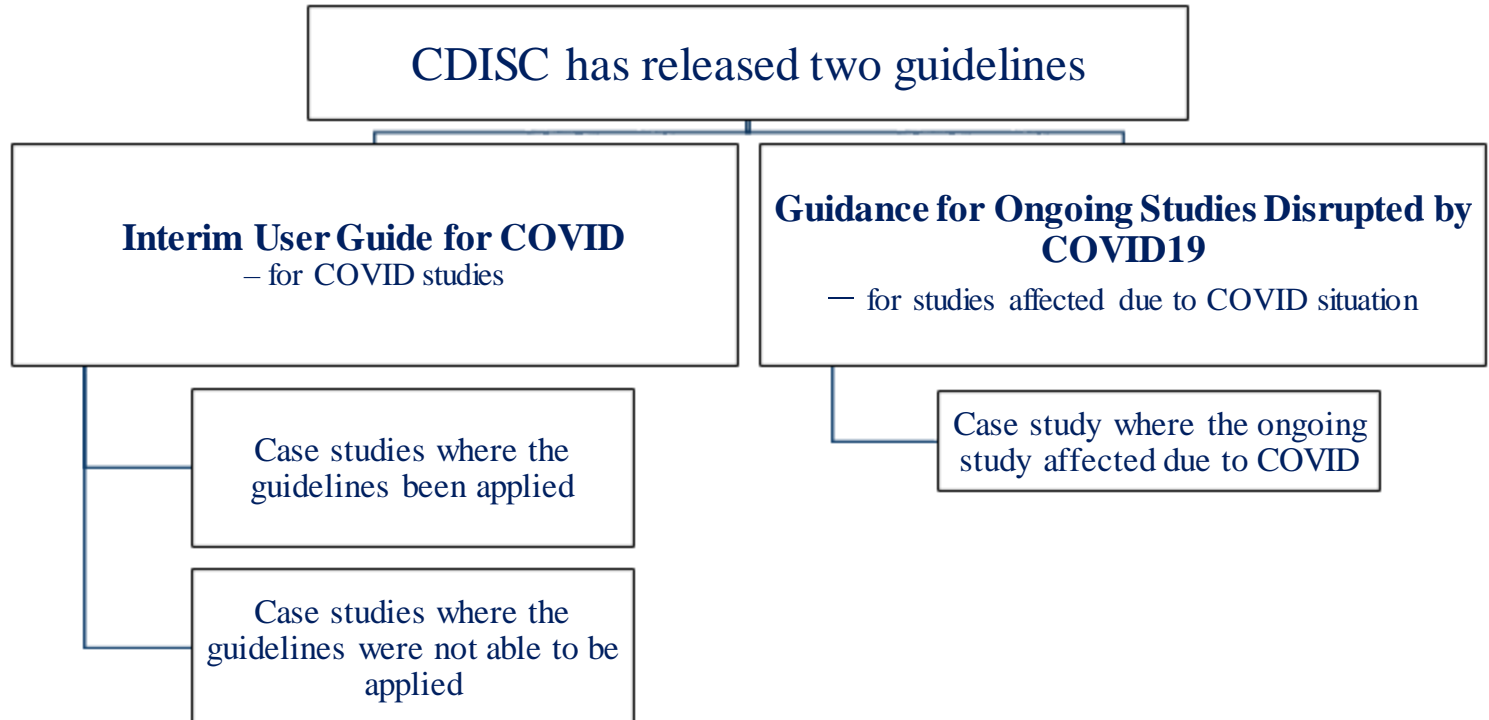 CDISC has released two guidelines
Interim User Guide for COVID
– for COVID studies
Guidance for Ongoing Studies Disrupted by
COVID19
— for studies affected due to COVID situation
Case studies where the
guidelines been applied
Case study where the ongoing
study affected due to COVID
Case studies where the
guidelines were not able to be
applied